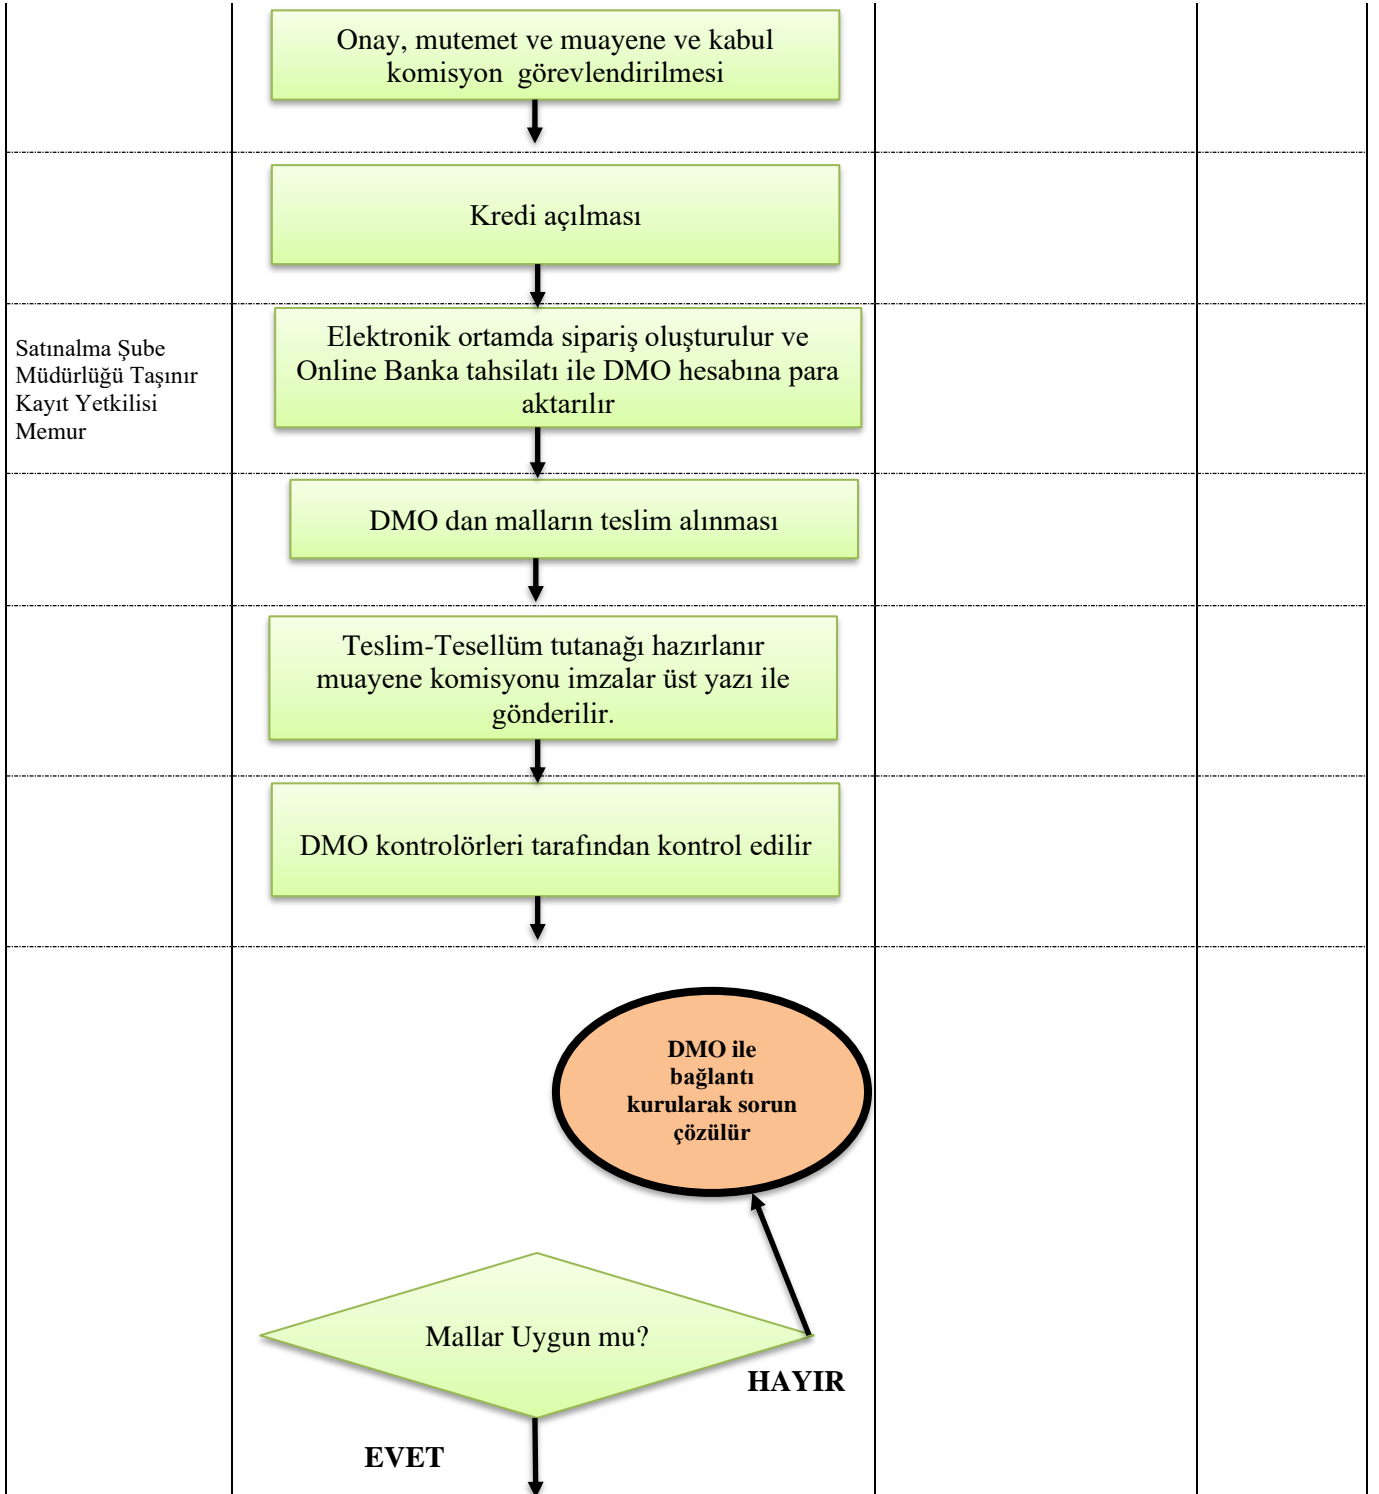 Onay, mutemet ve muayene ve kabul
komisyon görevlendirilmesi
Kredi açılması
Satınalma Şube
Müdürlüğü Taşınır
Kayıt Yetkilisi
Memur
Elektronik ortamda sipariş oluşturulur ve
Online Banka tahsilatı ile DMO hesabına para
aktarılır
DMO dan malların teslim alınması
Teslim-Tesellüm tutanağı hazırlanır
muayene komisyonu imzalar üst yazı ile
gönderilir.
DMO kontrolörleri tarafından kontrol edilir
DMO ile
bağlantı
kurularak sorun
çözülür
Mallar Uygun mu?
HAYIR
EVET